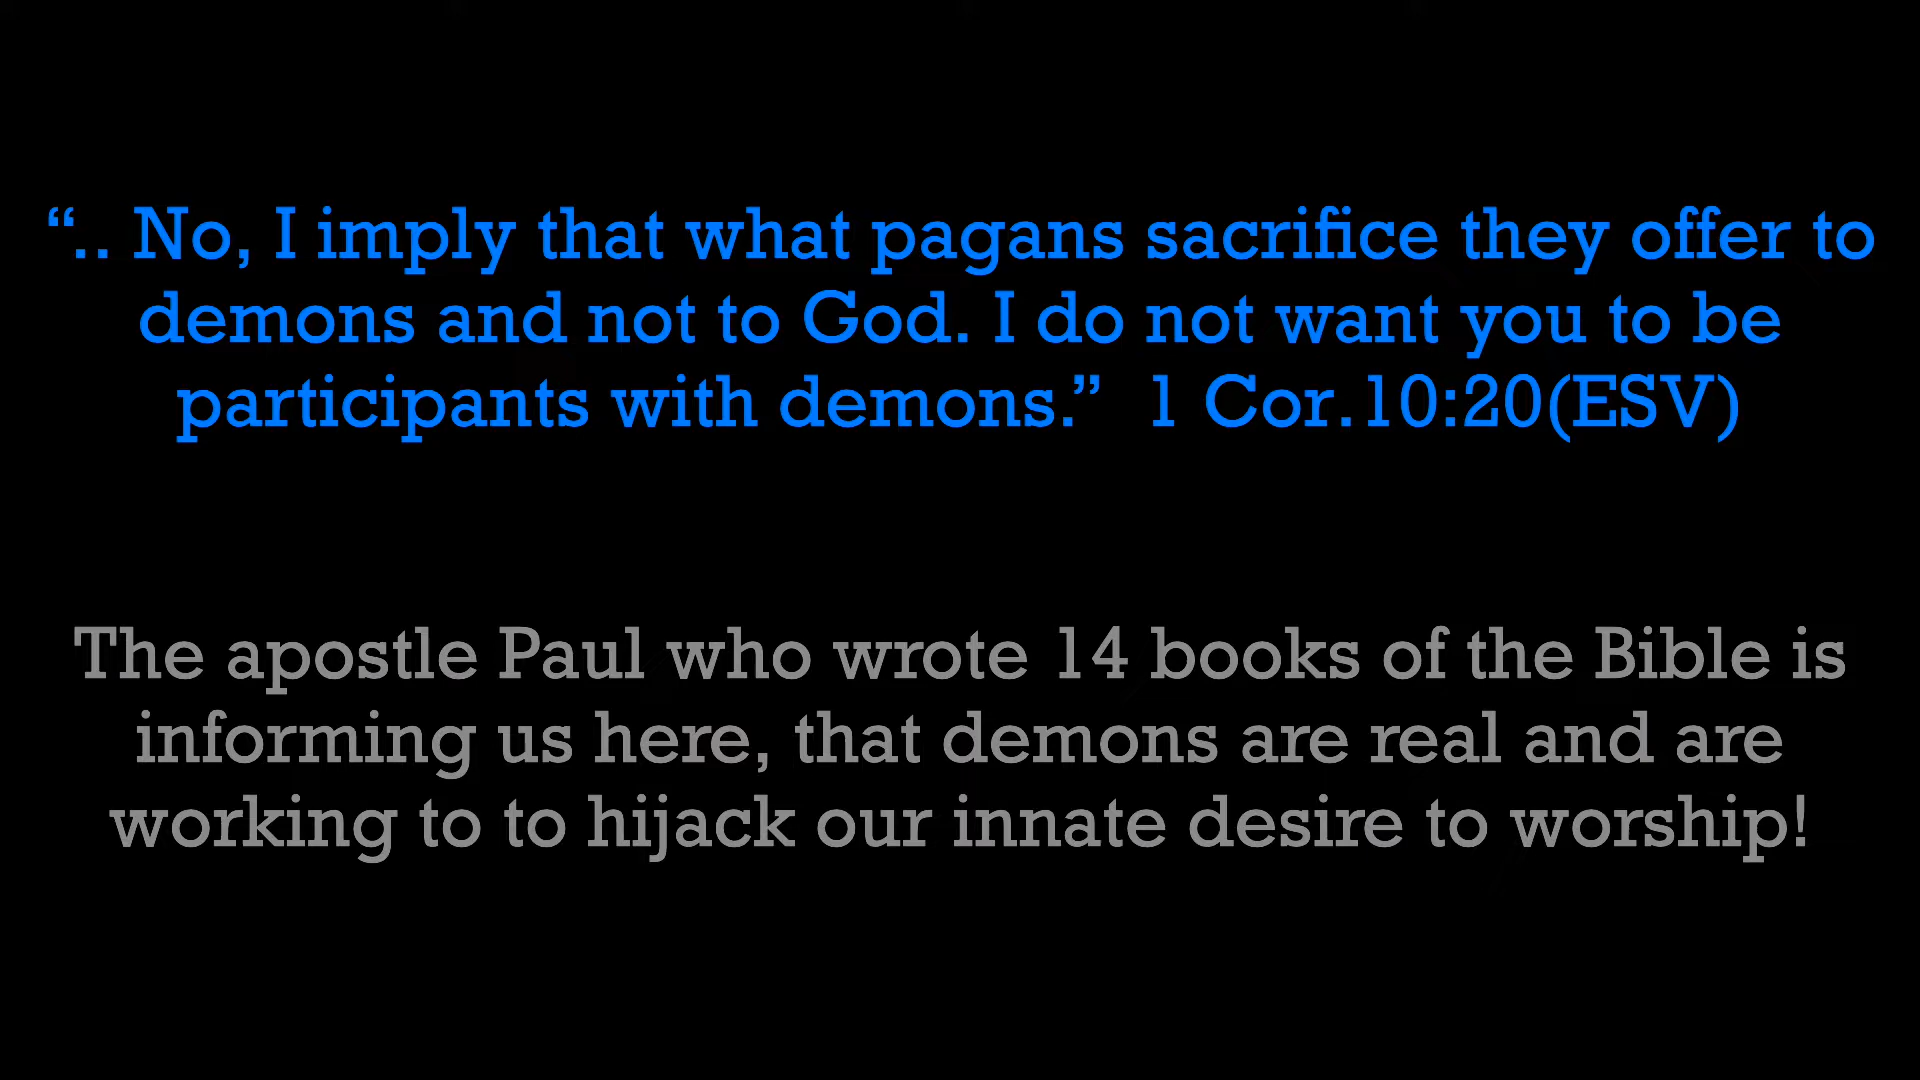 “.. No, I imply that what pagans sacrifice they offer to
demons and not to God. I do not want you to be
participants with demons.”  1 Cor.10:20(ESV)
The apostle Paul who wrote 14 books of the Bible is
informing us here, that demons are real and are
working to to hijack our innate desire to worship!